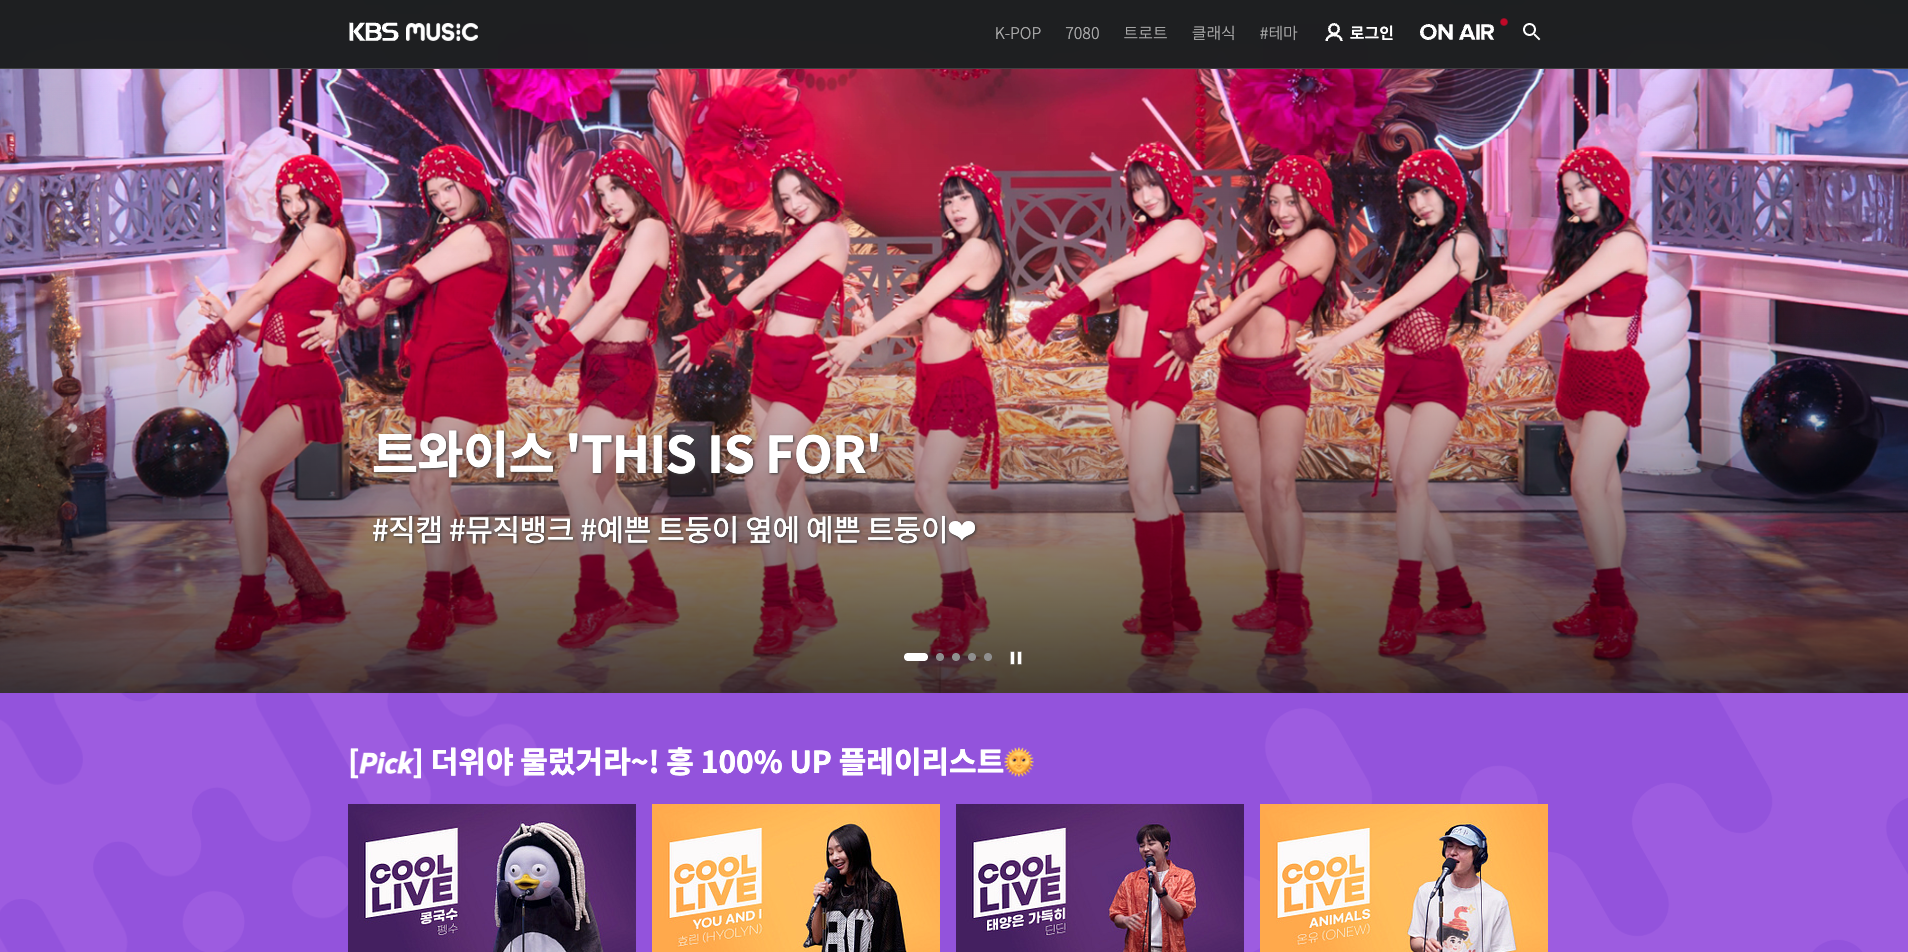 KBS MUSIC
K-POP 7080 트로트 클래식 #테마 로그인 ON AIR
트와이스 'THIS IS FOR'
#직캠 #뮤직뱅크 #예쁜 트둥이 옆에 예쁜 트둥이❤
[Pick] 더위야 물렀거라~! 흥 100% UP 플레이리스트🌞
COOL
LIVE
콩국수
펭수
COOL
LIVE
YOU AND I
효린 (HYOLYN)
30
COOL
LIVE
태양은 가득히
딘딘
COOL
LIVE
ANIMALS
온유 (ONEW)